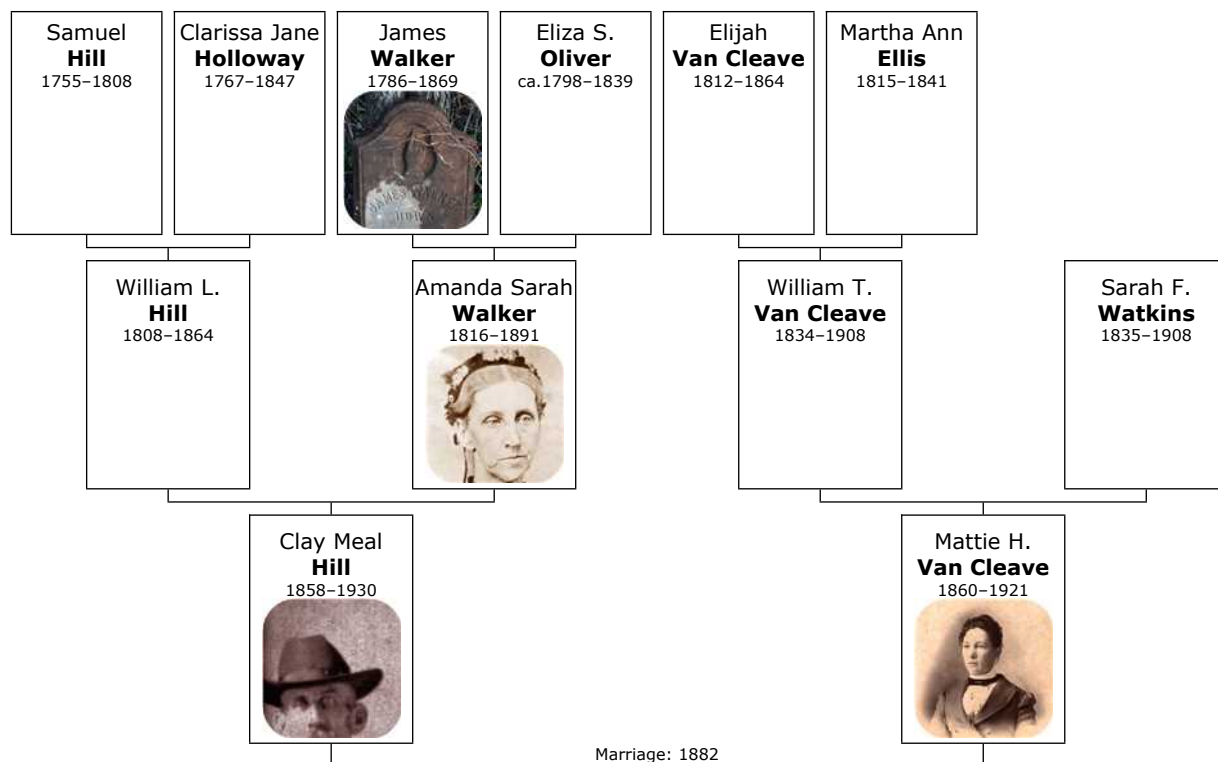 Samuel
Hill
1755–1808
Clarissa Jane
Holloway
1767–1847
James
Walker
1786–1869
JAMES WALKER
BORN
Eliza S.
Oliver
ca.1798–1839
Elijah
Van Cleave
1812–1864
Martha Ann
Ellis
1815–1841
William L.
Hill
1808–1864
Amanda Sarah
Walker
1816–1891
William T.
Van Cleave
1834–1908
Sarah F.
Watkins
1835–1908
Clay Meal
Hill
1858–1930
Mattie H.
Van Cleave
1860–1921
Marriage: 1882